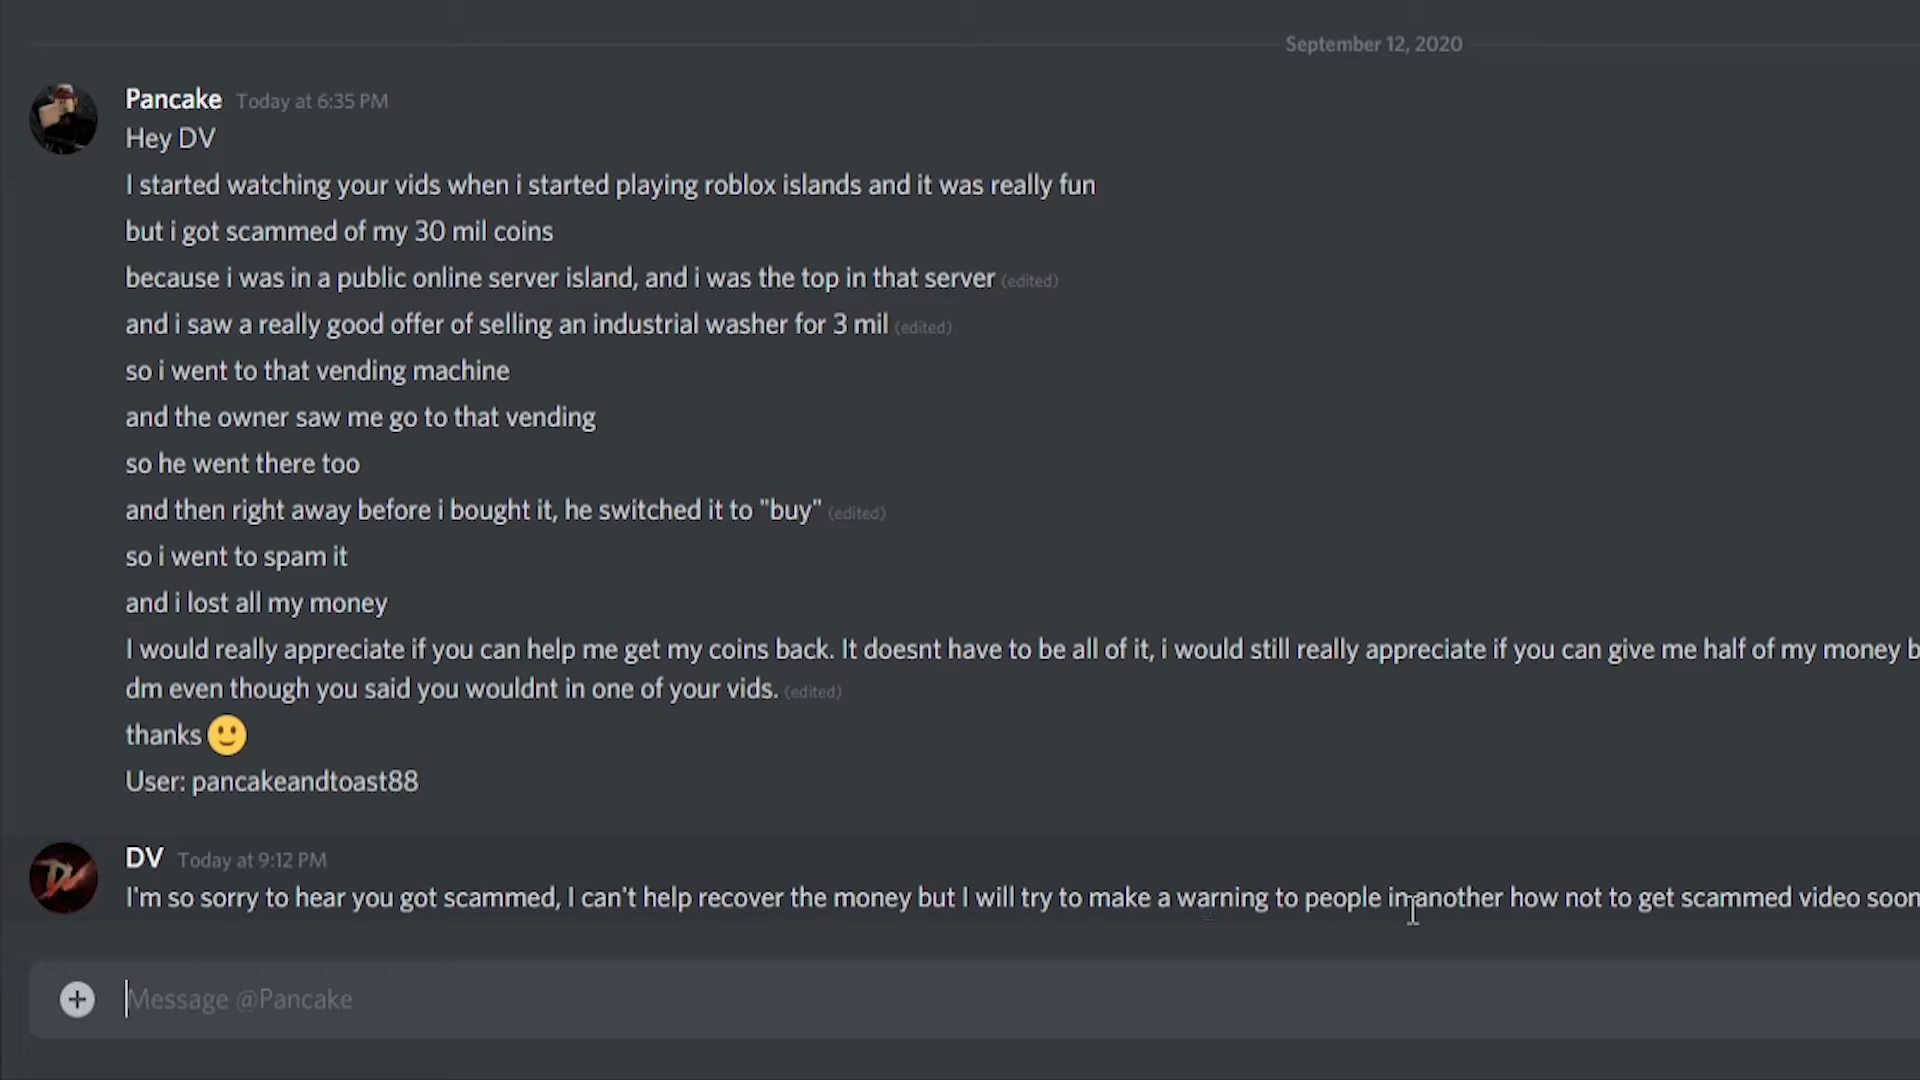 September 12, 2020
Pancake Today at 6:35 PM
Hey DV
I started watching your vids when i started playing roblox islands and it was really fun
but i got scammed of my 30 mil coins
because i was in a public online server island, and i was the top in that server (edited)
and i saw a really good offer of selling an industrial washer for 3 mil (edited)
so i went to that vending machine
and the owner saw me go to that vending
so he went there too
and then right away before i bought it, he switched it to "buy" (edited)
so i went to spam it
and i lost all my money
I would really appreciate if you can help me get my coins back. It doesnt have to be all of it, i would still really appreciate if you can give me half of my money
dm even though you said you wouldnt in one of your vids. (edited)
thanks
User: pancakeandtoast88
DV Today at 9:12 PM
I'm so sorry to hear you got scammed, I can't help recover the money but I will try to make a warning to people in another how not to get scammed video soon
Message @Pancake